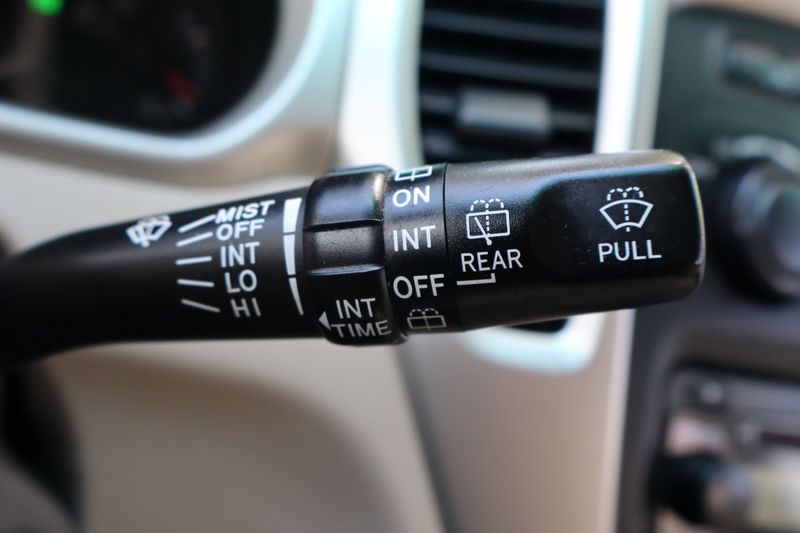 MIST
OFF
INT
LO
HI
INT
TIME
ON
INT
OFF
REAR
PULL